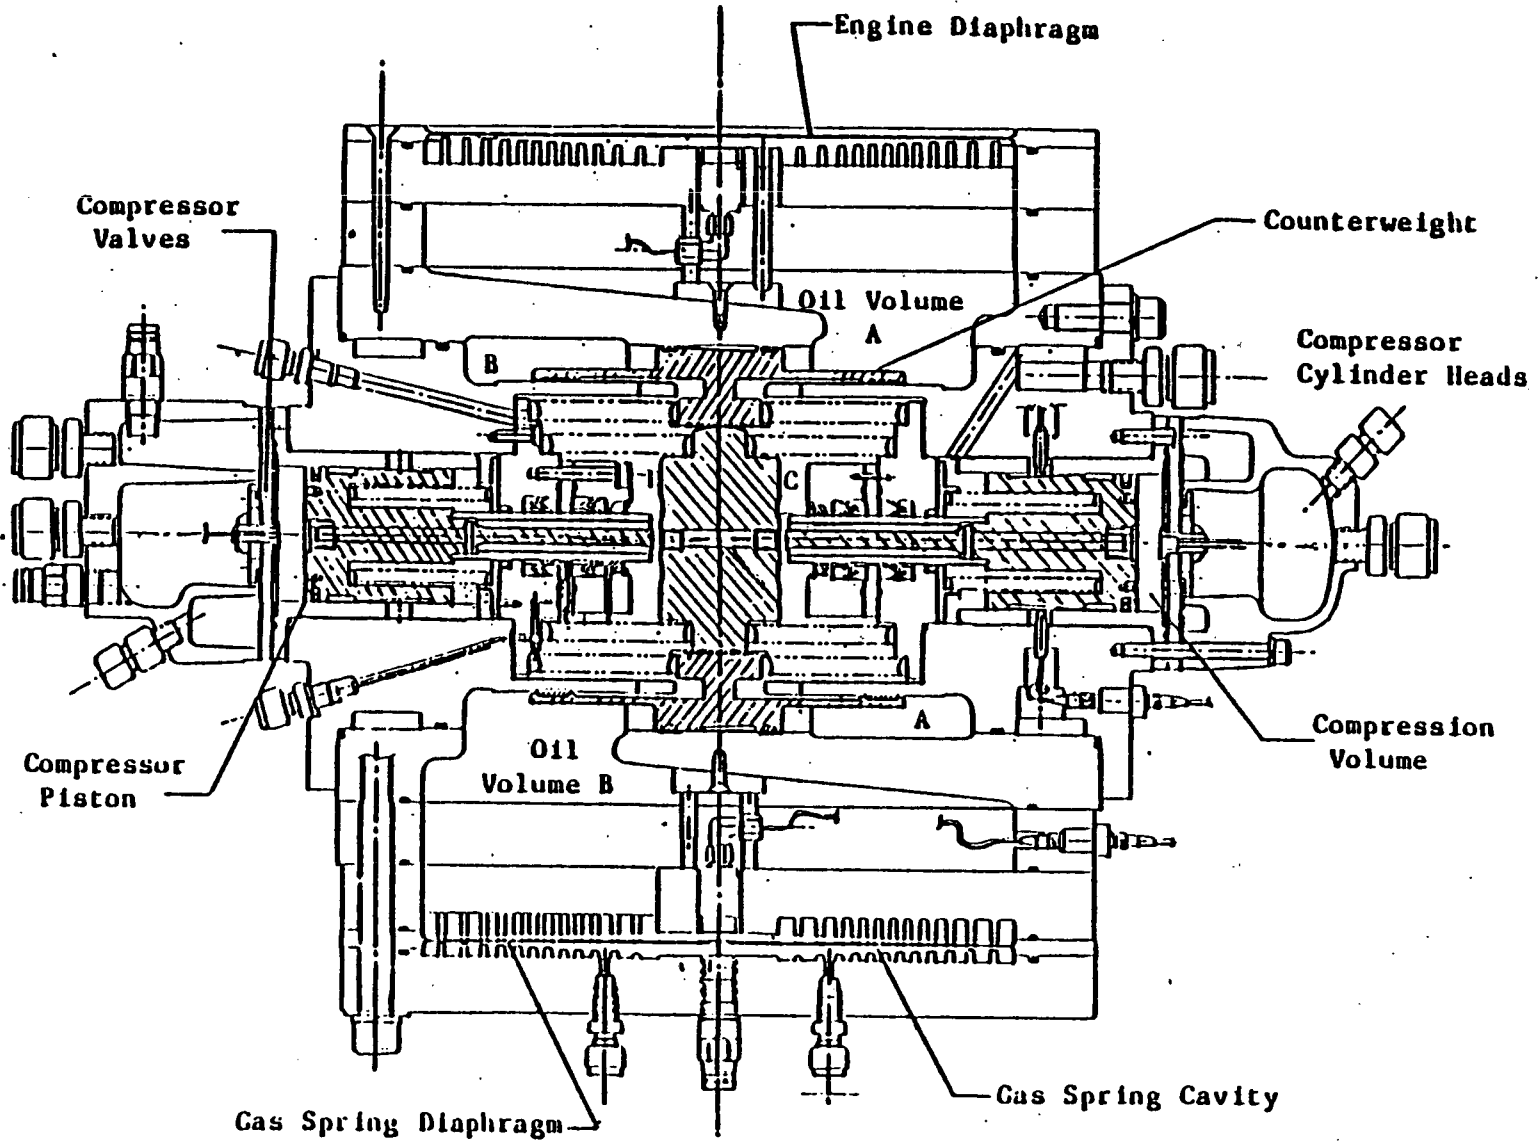 Engine Diaphragm
Compressor
Valves
Counterweight
Oil Volume
A
B
Compressor
Cylinder Heads
C
A
Oil
Volume B
Compression
Volume
Compressor
Piston
Gas Spring Cavity
Gas Spring Diaphragm